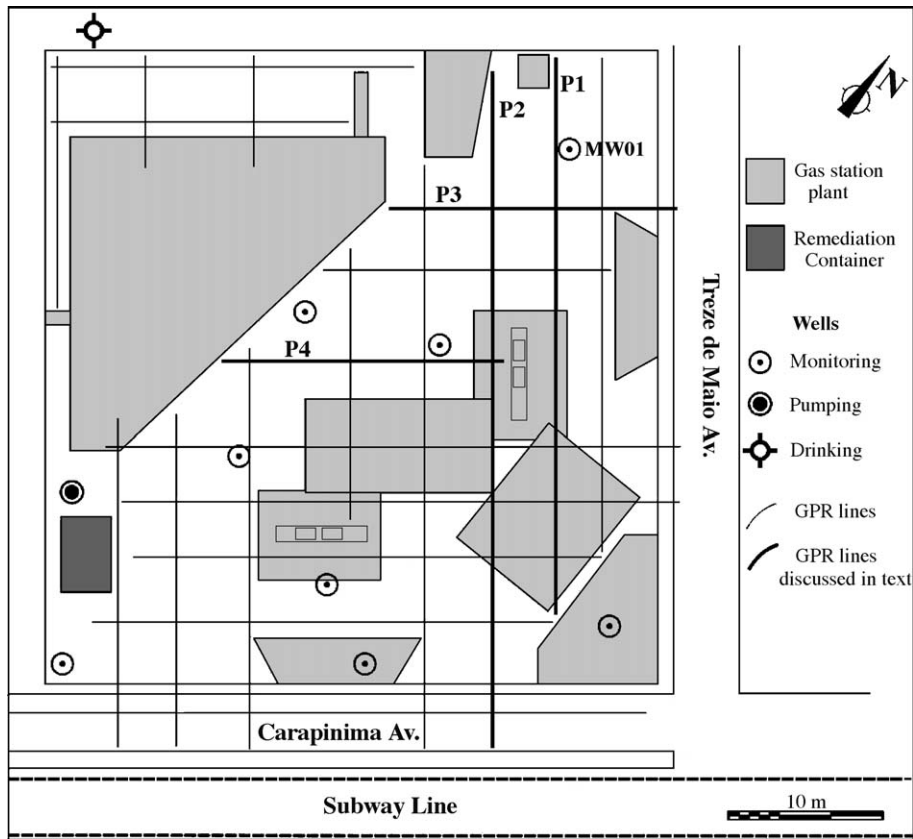 N
P1
P2
MW01
P3
P4
Gas station
plant
Remediation
Container
Wells
Monitoring
Pumping
Drinking
GPR lines
GPR lines
discussed in text
Treze de Maio Av.
Carapinima Av.
Subway Line
10 m